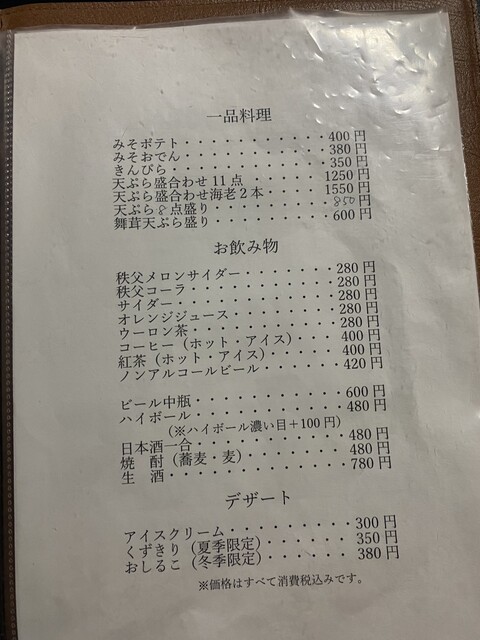 一品料理
みそポテト・・・・・・・・・・・400円
みそおでん・・・・・・・・・・・380円
きんぴら・・・・・・・・・・・・350円
天ぷら盛合わせ11点・・・・・・1250円
天ぷら盛合わせ海老2本・・・・・1550円
天ぷら8点盛り・・・・・・・・・850円
舞茸天ぷら盛り・・・・・・・・・600円
お飲み物
秩父メロンサイダー・・・・・・・280円
秩父コーラ・・・・・・・・・・・280円
サイダー・・・・・・・・・・・・280円
オレンジジュース・・・・・・・・280円
ウーロン茶・・・・・・・・・・・280円
コーヒー（ホット・アイス）・・・400円
紅茶（ホット・アイス）・・・・・400円
ノンアルコールビール・・・・・・420円
ビール中瓶・・・・・・・・・・・600円
ハイボール・・・・・・・・・・・480円
（※ハイボール濃い目＋100円）
日本酒一合・・・・・・・・・・・480円
焼　酎（蕎麦・麦）・・・・・・・480円
生　酒・・・・・・・・・・・・・780円
デザート
アイスクリーム・・・・・・・・・300円
くずきり（夏季限定）・・・・・・350円
おしるこ（冬季限定）・・・・・・380円
※価格はすべて消費税込みです。